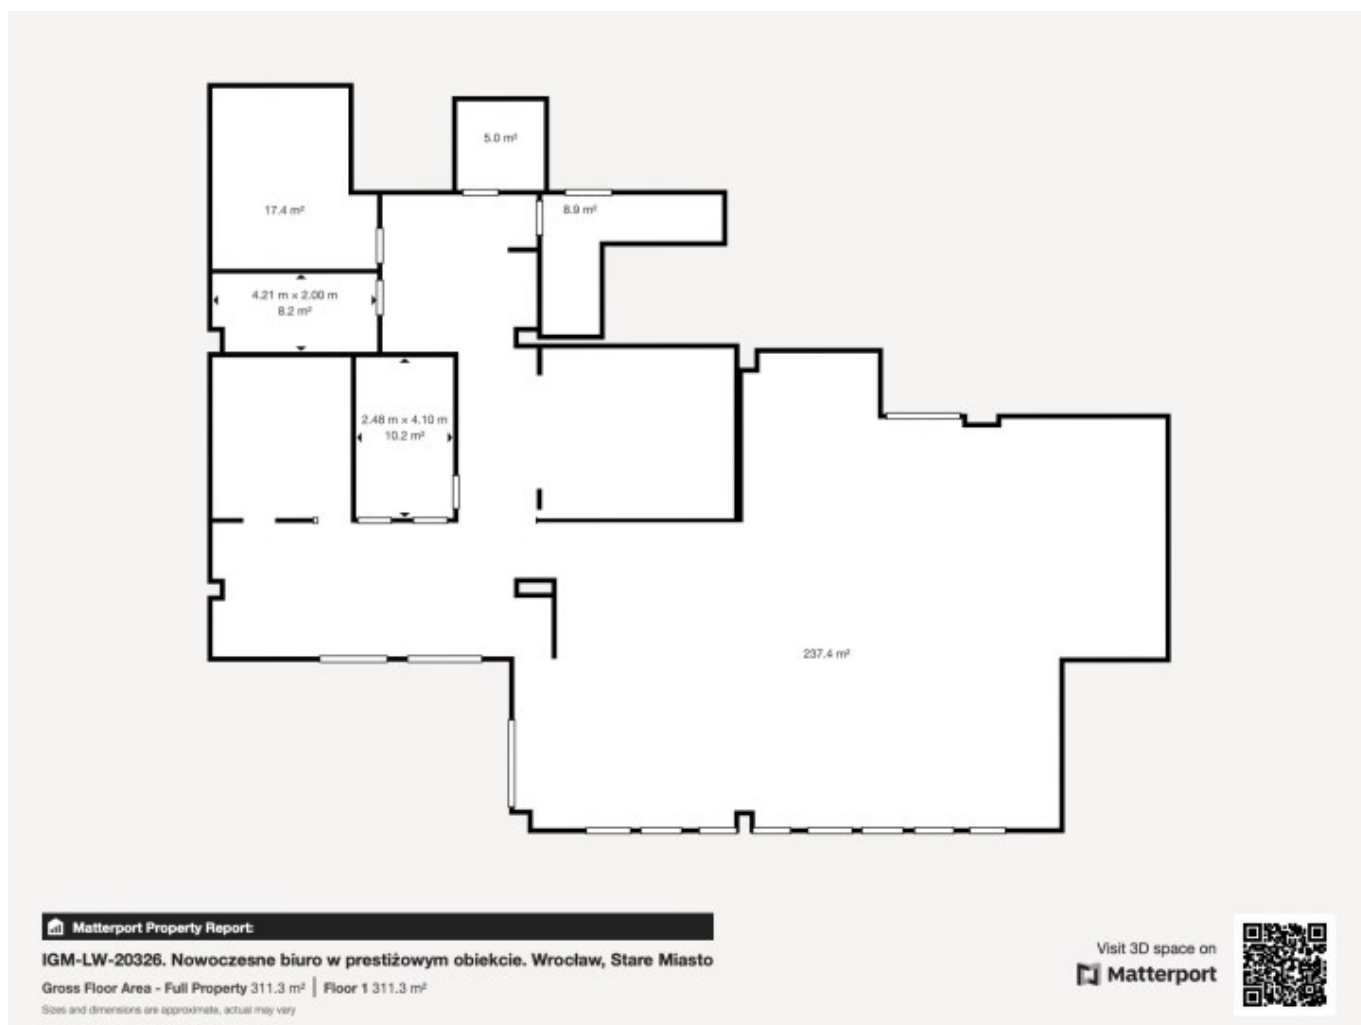 5.0 m²
17.4 m²
8.9 m²
4.21 m × 2.00 m
8.2 m²
2.48 m × 4.10 m
10.2 m²
237.4 m²
Matterport Property Report:
IGM-LW-20326. Nowoczesne biuro w prestiżowym obiekcie. Wrocław, Stare Miasto
Gross Floor Area - Full Property 311.3 m² | Floor 1 311.3 m²
Sizes and dimensions are approximate, actual may vary
Visit 3D space on
Matterport